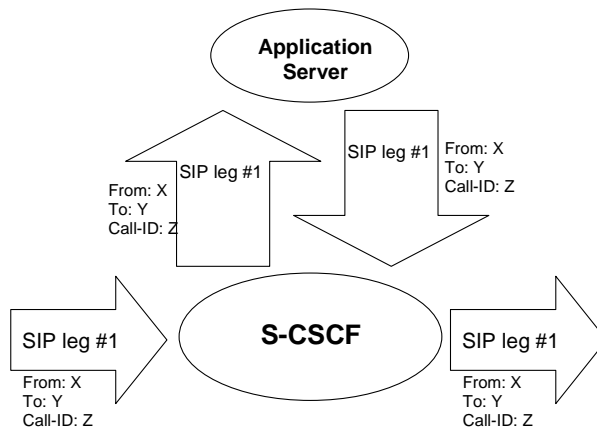 Application
Server
SIP leg #1
From: X
To: Y
Call-ID: Z
SIP leg #1
From: X
To: Y
Call-ID: Z
S-CSCF
SIP leg #1
From: X
To: Y
Call-ID: Z
SIP leg #1
From: X
To: Y
Call-ID: Z